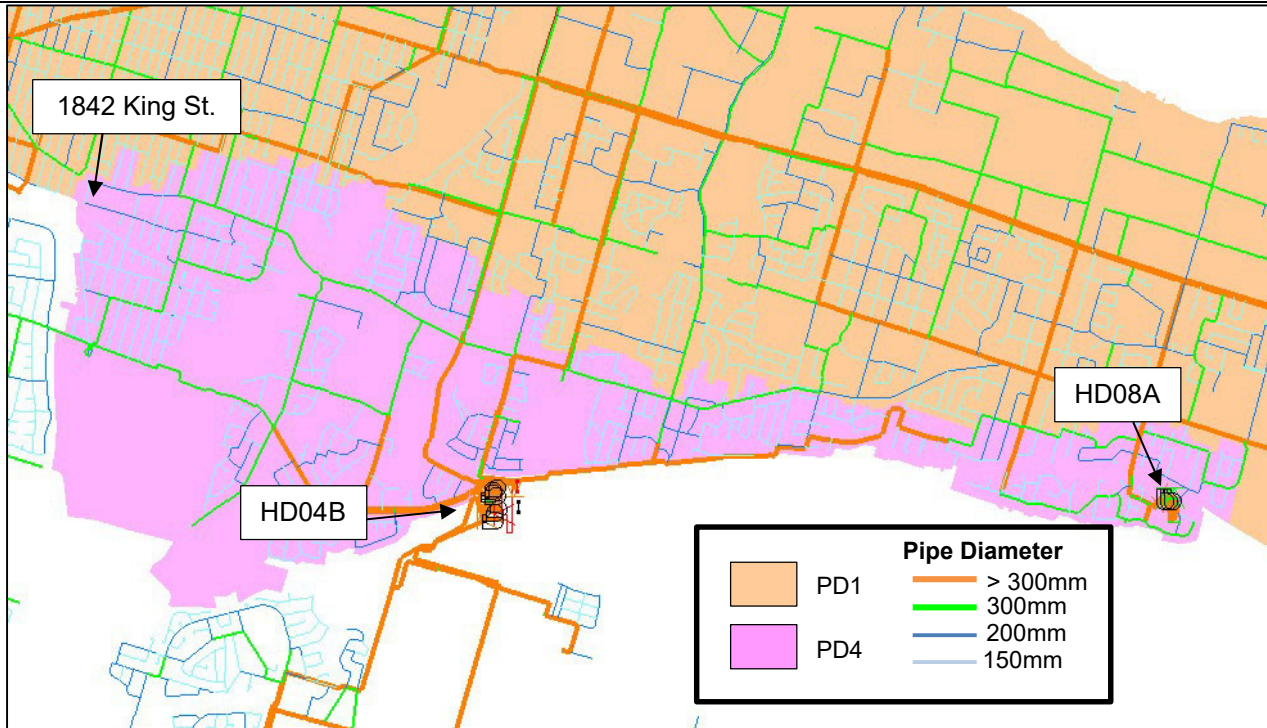 1842 King St.
HD08A
HD04B
Pipe Diameter
PD1
> 300mm
300mm
PD4
200mm
150mm